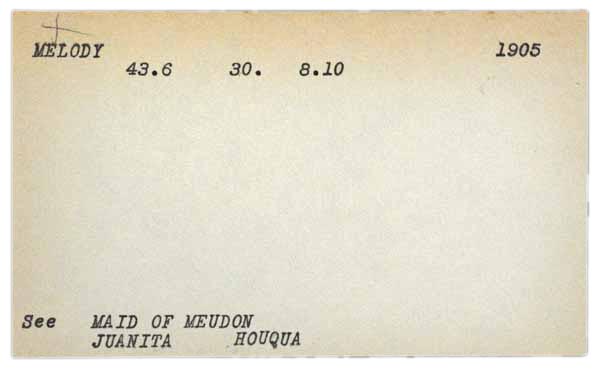 MELODY 1905
43.6 30. 8.10
See MAID OF MEUDON
JUANITA HOUQUA